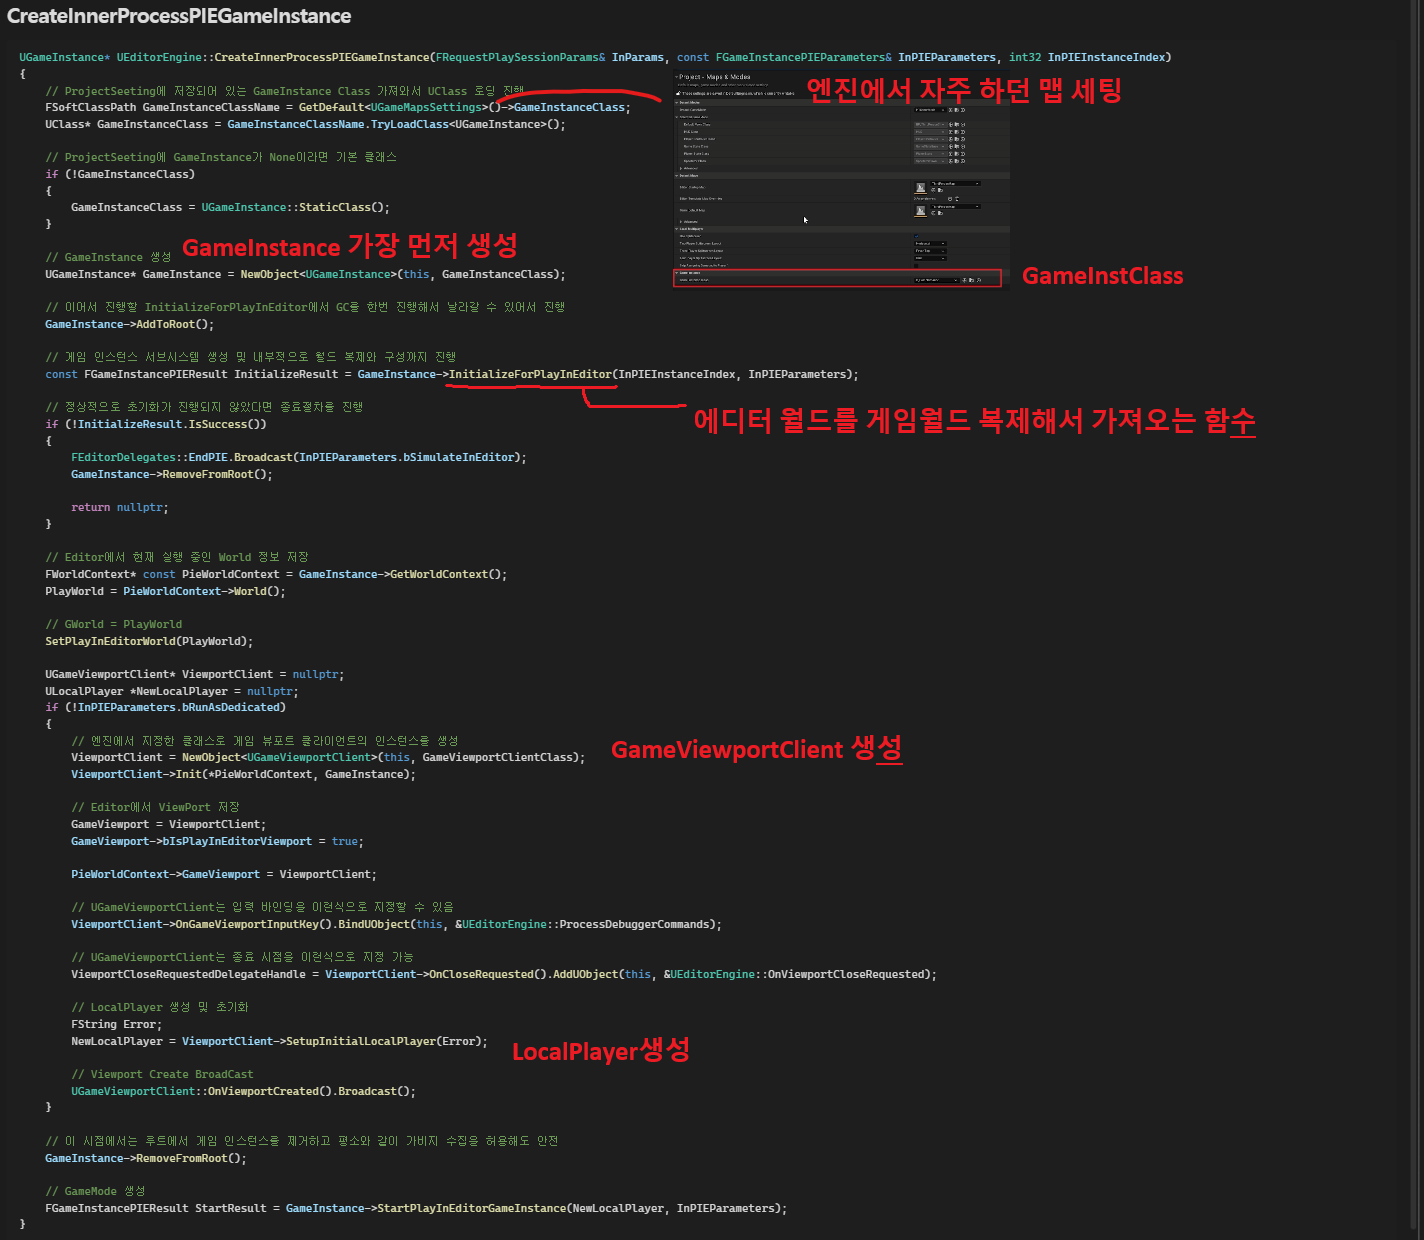 CreateInnerProcessPIEGameInstance
UGameInstance* UEditorEngine::CreateInnerProcessPIEGameInstance(FRequestPlaySessionParams& InParams, const FGameInstancePIEParameters& InPIEParameters, int32 InPIEInstanceIndex)
{
// ProjectSeeting에 저장되어 있는 GameInstance Class 가져와서 UClass 로딩 진행
FSoftClassPath GameInstanceClassName = GetDefault<UGameMapsSettings>()->GameInstanceClass;
UClass* GameInstanceClass = GameInstanceClassName.TryLoadClass<UGameInstance>();
Project - Maps & Modes
엔진에서 자주 하던 맵 세팅
// ProjectSeeting에 GameInstance가 None이라면 기본 클래스
if (!GameInstanceClass)
{
GameInstanceClass = UGameInstance::StaticClass();
}
GameInstance 가장 먼저 생성
// GameInstance 생성
UGameInstance* GameInstance = NewObject<UGameInstance>(this, GameInstanceClass);
GameInstClass
// 이어서 진행할 InitializeForPlayInEditor에서 GC을 한번 진행해서 날라갈 수 있어서 진행
GameInstance->AddToRoot();
// 게임 인스턴스 서브시스템 생성 및 내부적으로 월드 복제와 구성까지 진행
const FGameInstancePIEResult InitializeResult = GameInstance->InitializeForPlayInEditor(InPIEInstanceIndex, InPIEParameters);
에디터 월드를 게임월드 복제해서 가져오는 함수
// 정상적으로 초기화가 진행되지 않았다면 종료절차를 진행
if (!InitializeResult.IsSuccess())
{
FEditorDelegates::EndPIE.Broadcast(InPIEParameters.bSimulateInEditor);
GameInstance->RemoveFromRoot();
return nullptr;
}
// Editor에서 현재 실행 중인 World 정보 저장
FWorldContext* const PieWorldContext = GameInstance->GetWorldContext();
PlayWorld = PieWorldContext->World();
// GWorld = PlayWorld
SetPlayInEditorWorld(PlayWorld);
UGameViewportClient* ViewportClient = nullptr;
ULocalPlayer *NewLocalPlayer = nullptr;
if (!InPIEParameters.bRunAsDedicated)
{
// 엔진에서 지정한 클래스로 게임 뷰포트 클라이언트의 인스턴스를 생성
ViewportClient = NewObject<UGameViewportClient>(this, GameViewportClientClass);
GameViewportClient 생성
ViewportClient->Init(*PieWorldContext, GameInstance);
// Editor에서 ViewPort 저장
GameViewport = ViewportClient;
GameViewport->bIsPlayInEditorViewport = true;
PieWorldContext->GameViewport = ViewportClient;
// UGameViewportClient는 입력 바인딩을 이런식으로 지정할 수 있음
ViewportClient->OnGameViewportInputKey().BindUObject(this, &UEditorEngine::ProcessDebuggerCommands);
// UGameViewportClient는 종료 시점을 이런식으로 지정 가능
ViewportCloseRequestedDelegateHandle = ViewportClient->OnCloseRequested().AddUObject(this, &UEditorEngine::OnViewportCloseRequested);
// LocalPlayer 생성 및 초기화
FString Error;
NewLocalPlayer = ViewportClient->SetupInitialLocalPlayer(Error);
LocalPlayer생성
// Viewport Create BroadCast
UGameViewportClient::OnViewportCreated().Broadcast();
}
// 이 시점에서는 루트에서 게임 인스턴스를 제거하고 평소와 같이 가비지 수집을 허용해도 안전
GameInstance->RemoveFromRoot();
// GameMode 생성
FGameInstancePIEResult StartResult = GameInstance->StartPlayInEditorGameInstance(NewLocalPlayer, InPIEParameters);
}